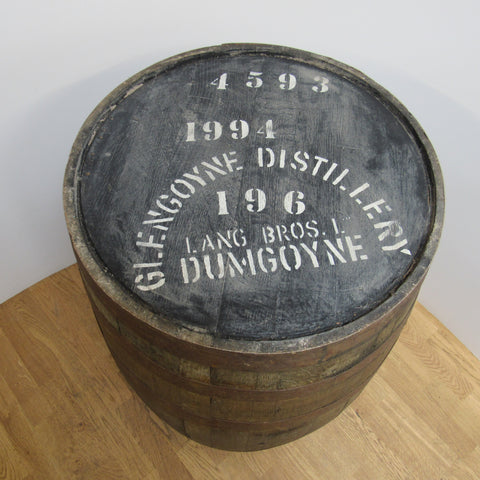 4593
1994
GLENGOYNE DISTILLERY
196
LANG BROS. L
DUMGOYNE